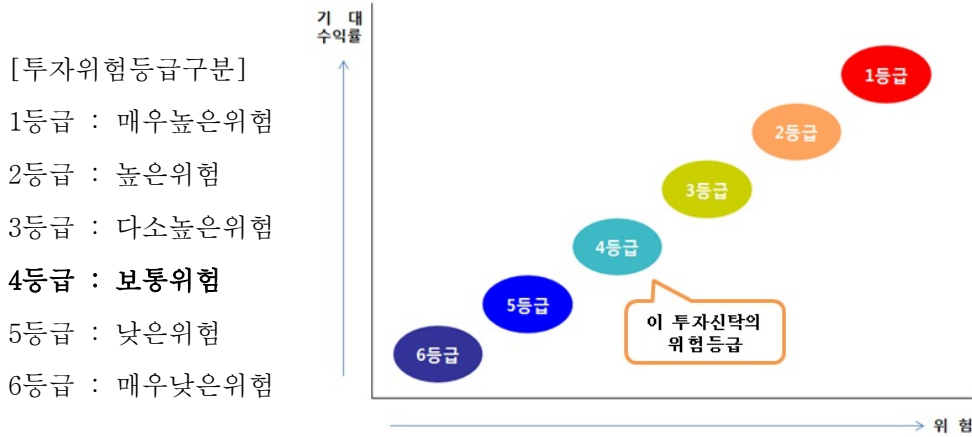 [투자위험등급구분]
1등급 : 매우높은위험
2등급 : 높은위험
3등급 : 다소높은위험
4등급 : 보통위험
5등급 : 낮은위험
6등급 : 매우낮은위험
기 대
수익률
1등급
2등급
3등급
4등급
5등급
6등급
이 투자신탁의
위험등급
위 험